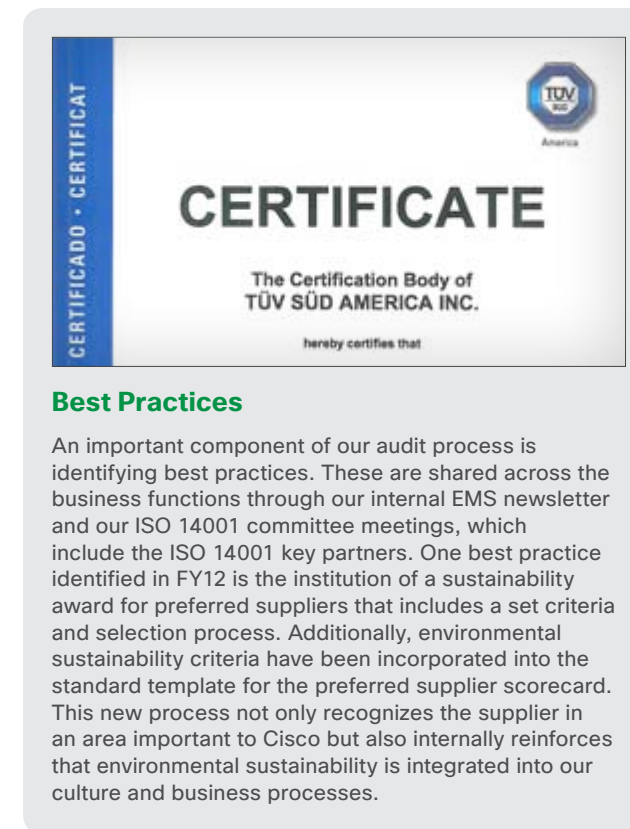 CERTIFICADO · CERTIFICAT
TÜV
SÜD
America
CERTIFICATE
The Certification Body of
TÜV SÜD AMERICA INC.
hereby certifies that
Best Practices
An important component of our audit process is
identifying best practices. These are shared across the
business functions through our internal EMS newsletter
and our ISO 14001 committee meetings, which
include the ISO 14001 key partners. One best practice
identified in FY12 is the institution of a sustainability
award for preferred suppliers that includes a set criteria
and selection process. Additionally, environmental
sustainability criteria have been incorporated into the
standard template for the preferred supplier scorecard.
This new process not only recognizes the supplier in
an area important to Cisco but also internally reinforces
that environmental sustainability is integrated into our
culture and business processes.